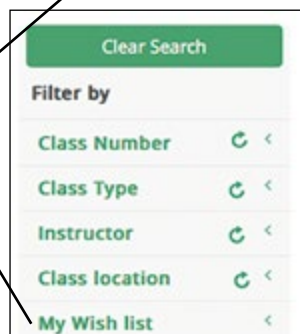 Clear Search
Filter by
Class Number
Class Type
Instructor
Class location
My Wish list